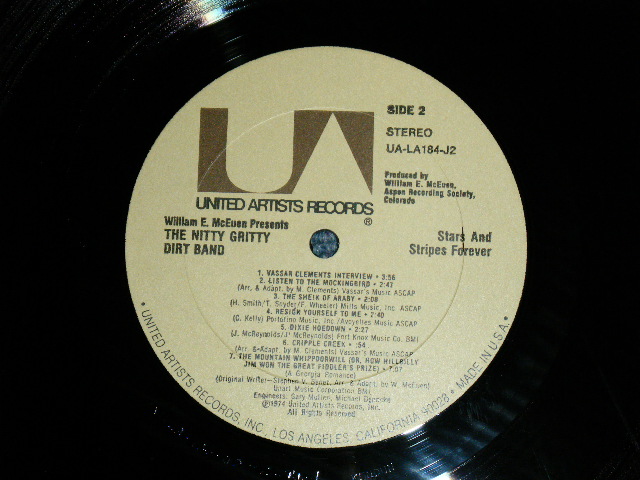 UA
UNITED ARTISTS RECORDS
®
SIDE 2
STEREO
UA-LA184-J2
Produced by
William E. McEuen,
Aspen Recording Society,
Colorado
William E. McEuen Presents
THE NITTY GRITTY
DIRT BAND
Stars And
Stripes Forever
1. VASSAR CLEMENTS INTERVIEW • 3:56
2. LISTEN TO THE MOCKINGBIRD • 2:47
(Arr. & Adapt. by M. Clements) Vassar's Music ASCAP
3. THE SHEIK OF ARABY • 2:09
(H. Smith/T. Snyder/F. Wheeler) Mills Music, Inc. ASCAP
4. RESIGN YOURSELF TO ME • 2:40
(C. Kelly) Portofino Music, Inc./Avoyelles Music ASCAP
5. DIXIE HOEDOWN • 2:27
(J. McReynolds/J. McReynolds) Fort Knox Music Co. BMI
6. CRIPPLE CREEK • :54
(Arr. & Adapt. by M. Clements) Vassar's Music ASCAP
7. THE MOUNTAIN WHIPPOORWILL (OR, HOW HILLBILLY
JIM WON THE GREAT FIDDLER'S PRIZE) • 7:07
(A Georgia Romance)
(Original Writer-Stephen V. Benet, Arr. & Adapt. by W. McEuen)
Unart Music Corporation BMI
Engineers: Gary Mullen, Michael Denecke
℗1974 United Artists Records, Inc.
All Rights Reserved
• UNITED ARTISTS RECORDS, INC., LOS ANGELES, CALIFORNIA 90028 • MADE IN U.S.A. •